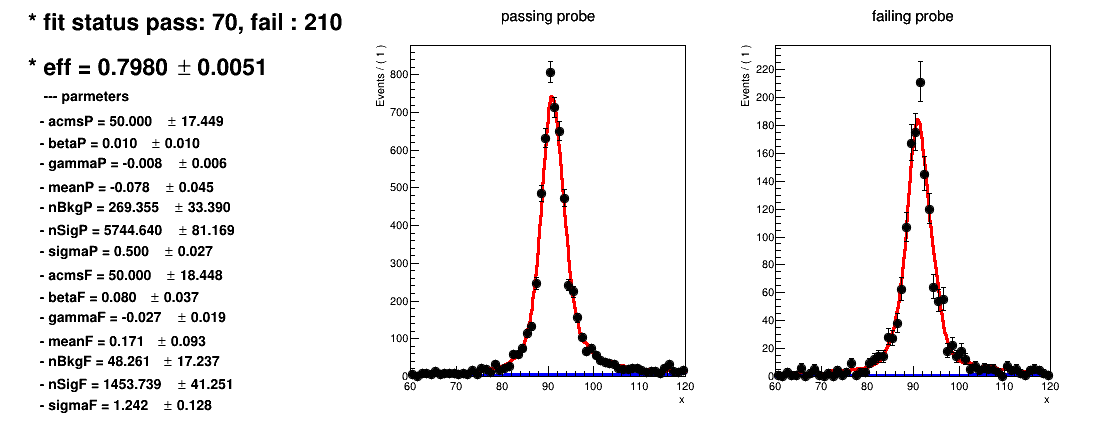 * fit status pass: 70, fail : 210
* eff = 0.7980 ± 0.0051
--- parmeters
- acmsP = 50.000 ± 17.449
- betaP = 0.010 ± 0.010
- gammaP = -0.008 ± 0.006
- meanP = -0.078 ± 0.045
- nBkgP = 269.355 ± 33.390
- nSigP = 5744.640 ± 81.169
- sigmaP = 0.500 ± 0.027
- acmsF = 50.000 ± 18.448
- betaF = 0.080 ± 0.037
- gammaF = -0.027 ± 0.019
- meanF = 0.171 ± 0.093
- nBkgF = 48.261 ± 17.237
- nSigF = 1453.739 ± 41.251
- sigmaF = 1.242 ± 0.128
passing probe
Events / ( 1 )
800
700
600
500
400
300
200
100
0
60 70 80 90 100 110 120
x
failing probe
Events / ( 1 )
220
200
180
160
140
120
100
80
60
40
20
0
60 70 80 90 100 110 120
x